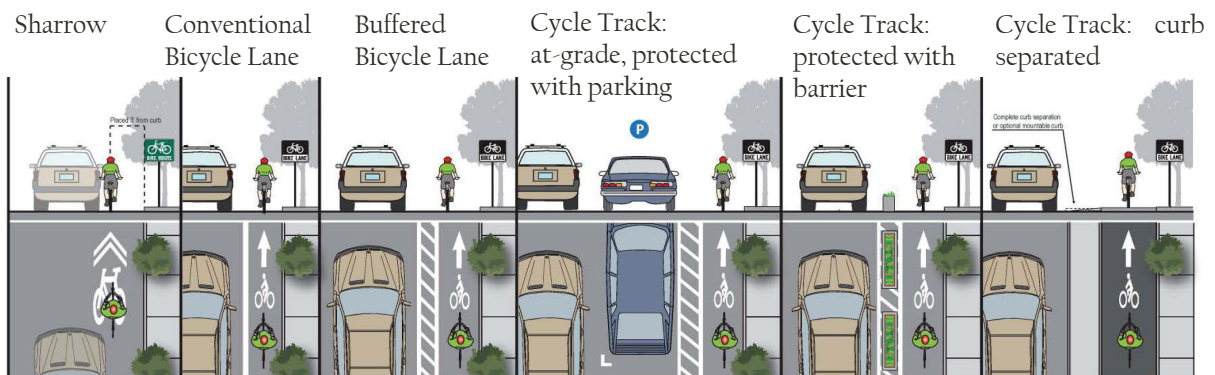 Sharrow
Conventional
Bicycle Lane
Buffered
Bicycle Lane
Cycle Track:
at-grade, protected
with parking
Cycle Track:
protected with
barrier
Cycle Track: curb
separated
Placed 3' from curb
BIKE ROUTE
BIKE LANE
BIKE LANE
P
BIKE LANE
BIKE LANE
Complete curb separation
or optional mountable curb
BIKE LANE